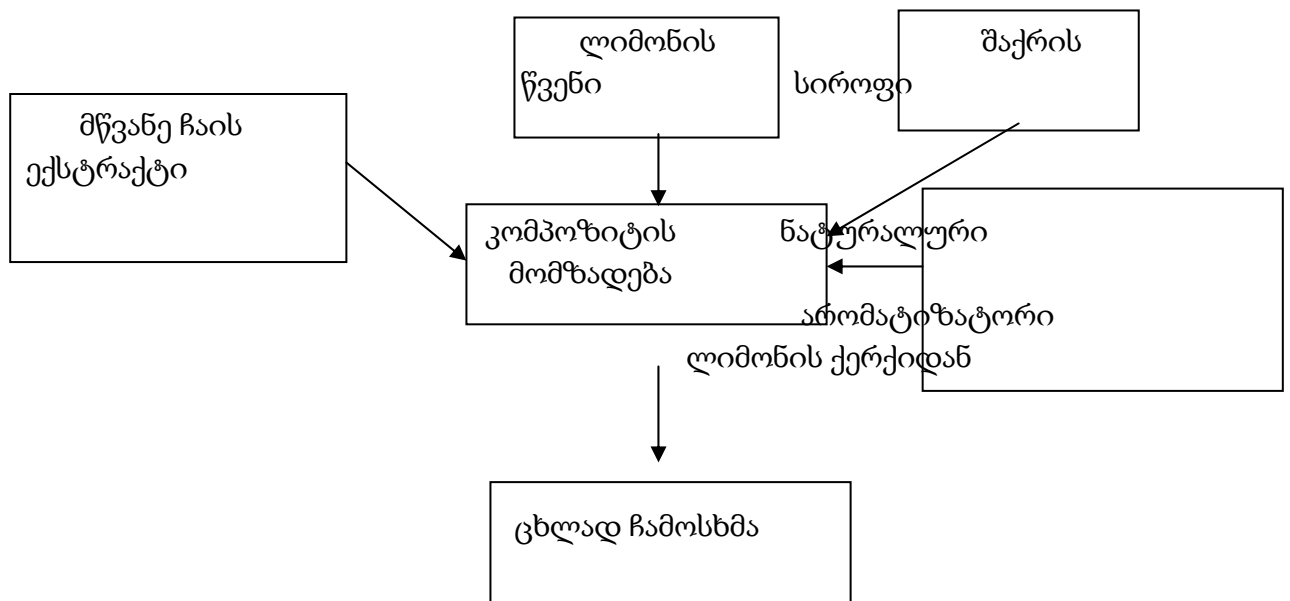 ლიმონის შაქრის
წვენი სიროფი
მწვანე ჩაის
ექსტრაქტი
კომპოზიტის ნატურალური
მომზადება
არომატიზატორი
ლიმონის ქერქიდან
ცხლად ჩამოსხმა